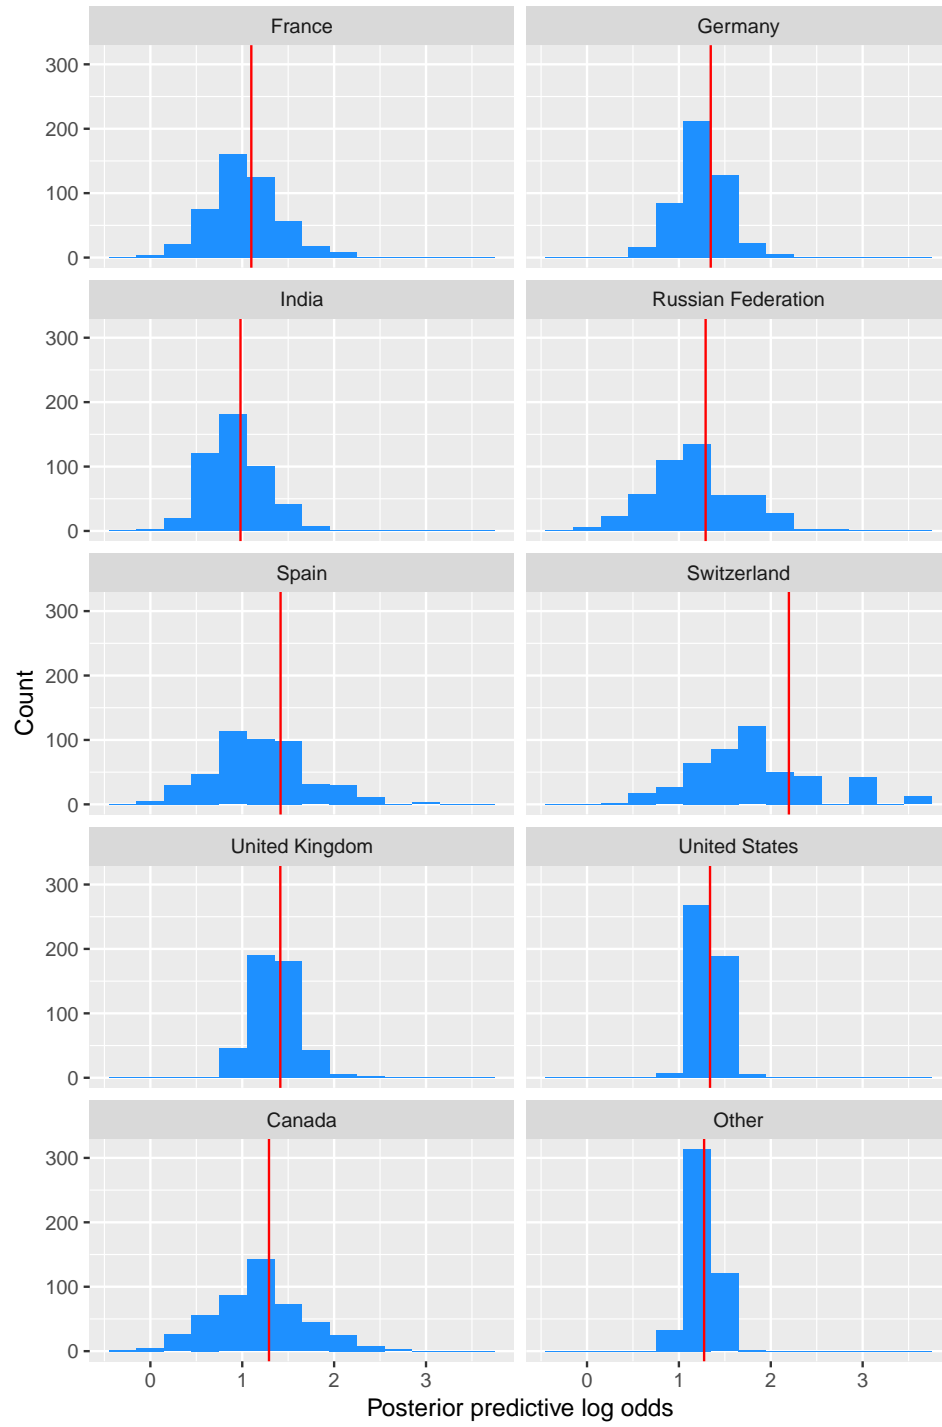 France
Germany
300
200
100
0
India
Russian Federation
300
200
100
0
Spain
Switzerland
300
200
100
0
Count
United Kingdom
United States
300
200
100
0
Canada
Other
300
200
100
0
0 1 2 3
0 1 2 3
Posterior predictive log odds